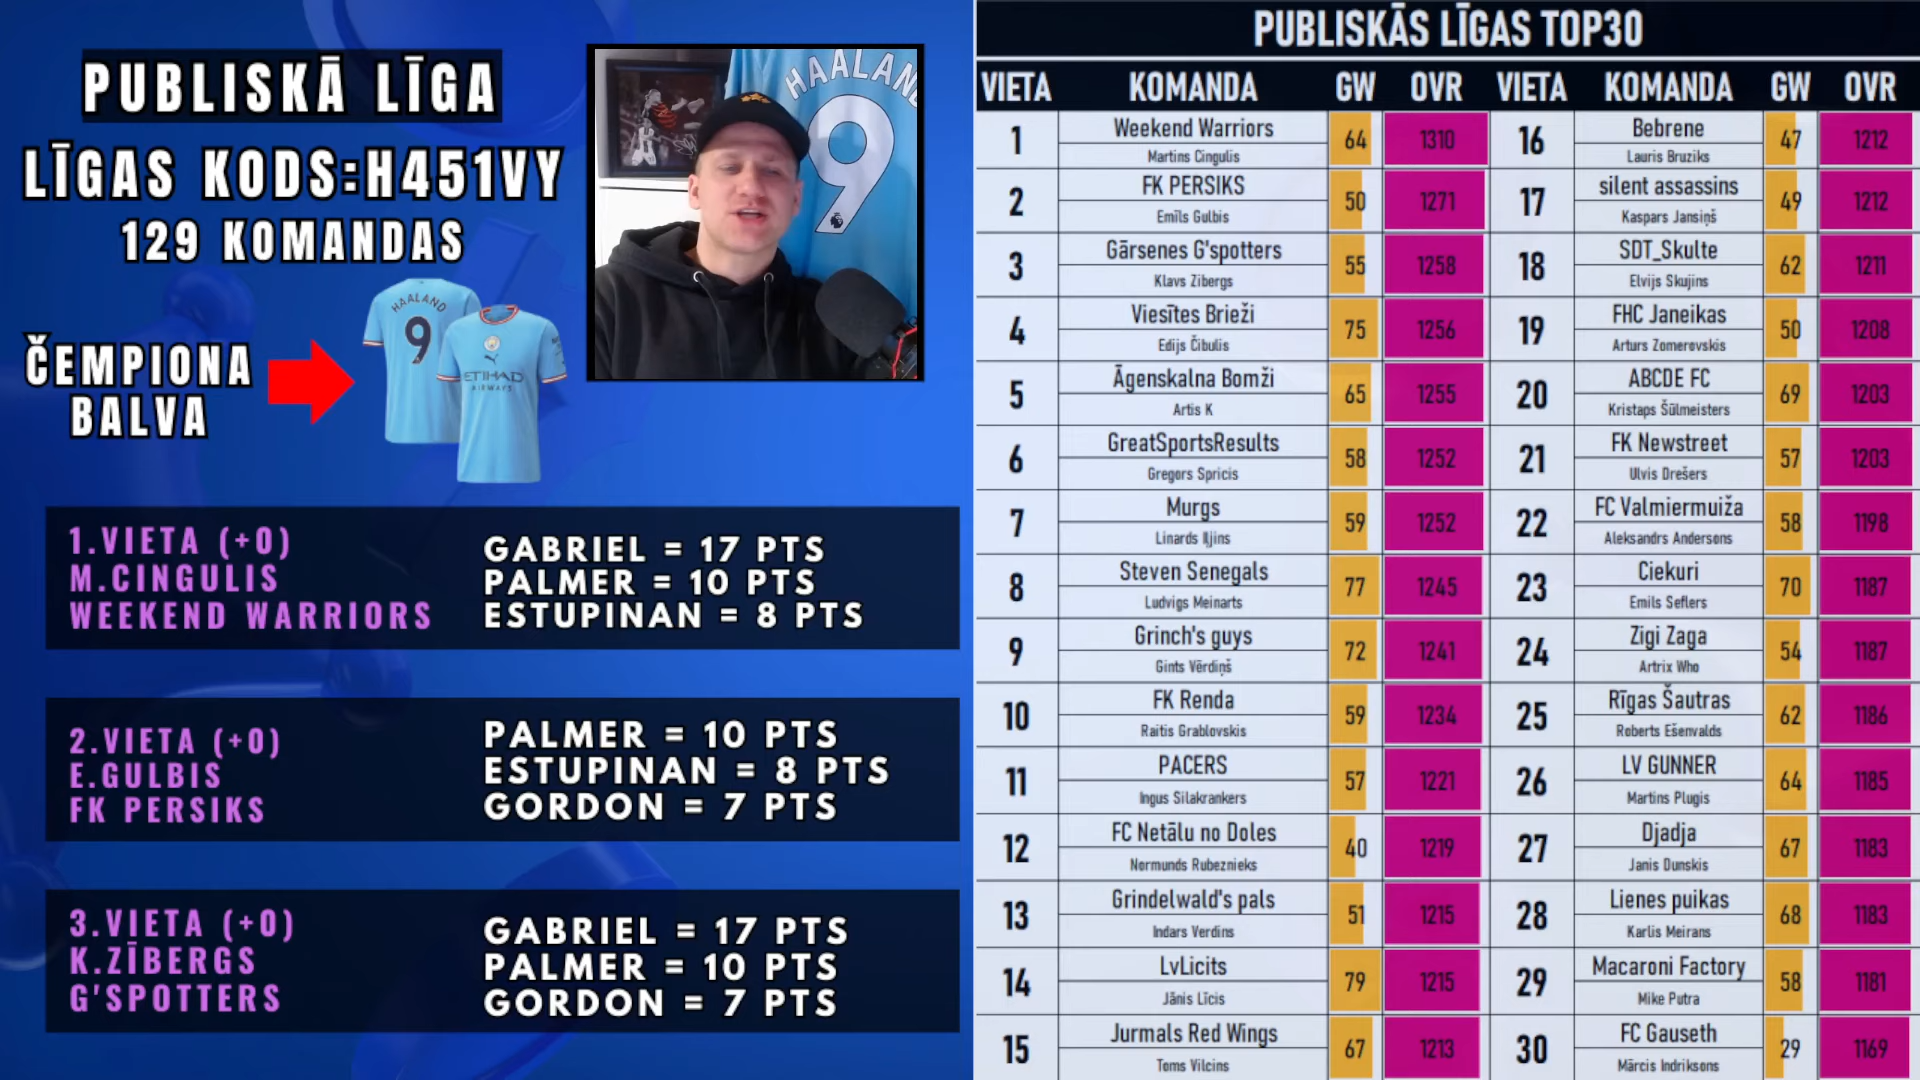 PUBLISKĀ LĪGA
LĪGAS KODS:H451VY
129 KOMANDAS
ČEMPIONA
BALVA
HAALAND
9
ETIHAD
AIRWAYS
HAALAN
9
1.VIETA (+0)
M.CINGULIS
WEEKEND WARRIORS
GABRIEL = 17 PTS
PALMER = 10 PTS
ESTUPINAN = 8 PTS
2.VIETA (+0)
E.GULBIS
FK PERSIKS
PALMER = 10 PTS
ESTUPINAN = 8 PTS
GORDON = 7 PTS
3.VIETA (+0)
K.ZĪBERGS
G'SPOTTERS
GABRIEL = 17 PTS
PALMER = 10 PTS
GORDON = 7 PTS
PUBLISKĀS LĪGAS TOP30
VIETA KOMANDA GW OVR VIETA KOMANDA GW OVR
1 Weekend Warriors 64 1310 16 Bebrene 47 1212
Martins Cingulis Lauris Bruziks
2 FK PERSIKS 50 1271 17 silent assassins 49 1212
Emīls Gulbis Kaspars Jansiņš
3 Gārsenes G'spotters 55 1258 18 SDT_Skulte 62 1211
Klavs Zibergs Elvijs Skujins
4 Viesītes Brieži 75 1256 19 FHC Janeikas 50 1208
Edijs Čibulis Arturs Zomerovskis
5 Āgenskalna Bomži 65 1255 20 ABCDE FC 69 1203
Artis K Kristaps Šūlmeisters
6 GreatSportsResults 58 1252 21 FK Newstreet 57 1203
Gregors Spricis Ulvis Drešers
7 Murgs 59 1252 22 FC Valmiermuiža 58 1198
Linards Iļjins Aleksandrs Andersons
8 Steven Senegals 77 1245 23 Ciekuri 70 1187
Ludvigs Meinarts Emils Seflers
9 Grinch's guys 72 1241 24 Zigi Zaga 54 1187
Gints Vērdiņš Artrix Who
10 FK Renda 59 1234 25 Rīgas Šautras 62 1186
Raitis Grablovskis Roberts Ešenvalds
11 PACERS 57 1221 26 LV GUNNER 64 1185
Ingus Silakrankers Martins Plugis
12 FC Netālu no Doles 40 1219 27 Djadja 67 1183
Normunds Rubeznieks Janis Dunskis
13 Grindelwald's pals 51 1215 28 Lienes puikas 68 1183
Indars Verdins Karlis Meirans
14 LvLicits 79 1215 29 Macaroni Factory 58 1181
Jānis Līcis Mike Putra
15 Jurmals Red Wings 67 1213 30 FC Gauseth 29 1169
Toms Vilcins Mārcis Indriksons